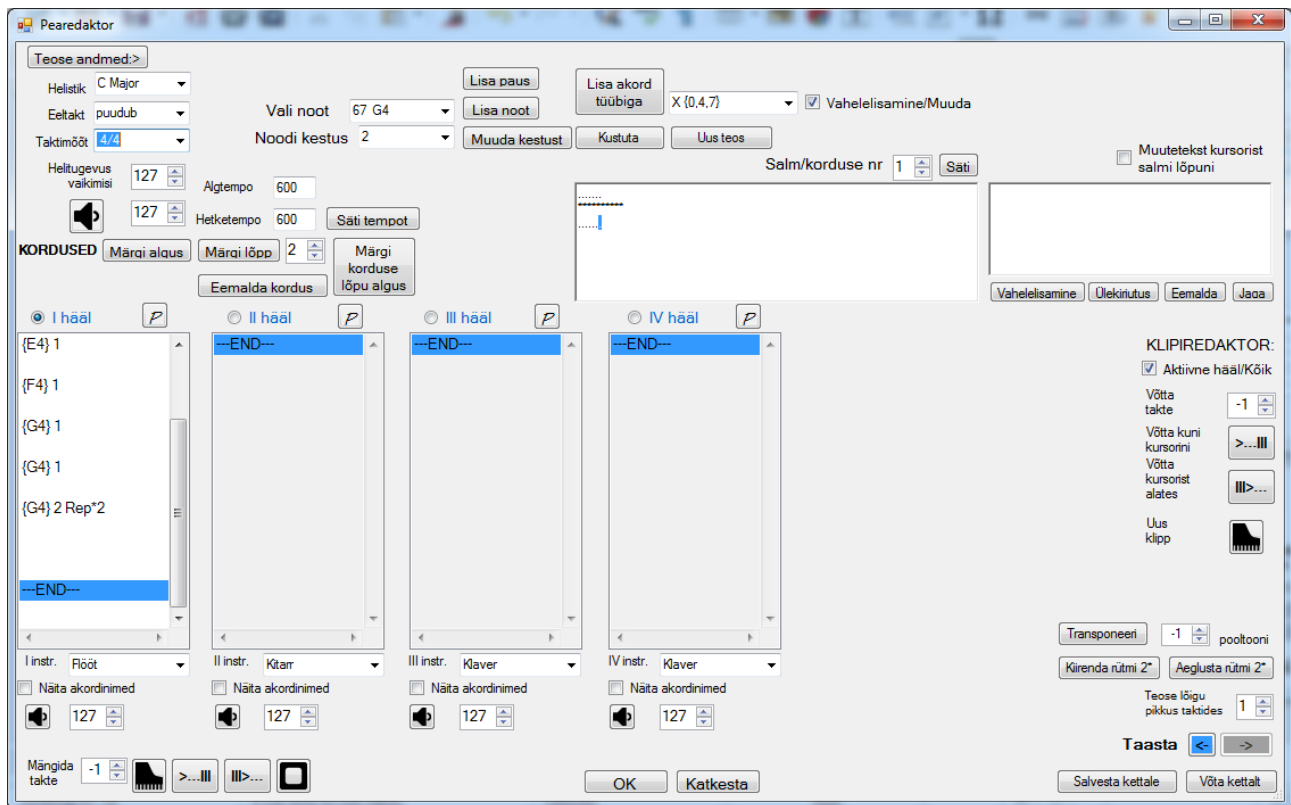 Pearedaktor
Teose andmed:>
Helistik C Major
Eeltakt puudub
Taktimõõt 4/4
Helitugevus
vaikimisi 127
127
Vali noot 67 G4
Noodi kestus 2
Algtempo 600
Hetketempo 600 Säti tempot
Lisa paus
Lisa noot
Muuda kestust
Lisa akord
tüübiga X {0,4,7} Vahelelisamine/Muuda
Kustuta Uus teos
Salm/korduse nr 1 Säti
Muutetekst kursorist
salmi lõpuni
.......
......
KORDUSED Märgi algus Märgi lõpp 2 Märgi
korduse
lõpu algus
Eemalda kordus
Vahelelisamine Ülekirjutus Eemalda Jaga
I hääl P II hääl P III hääl P IV hääl P
{E4} 1
{F4} 1
{G4} 1
{G4} 1
{G4} 2 Rep*2
---END---
---END---
---END---
---END---
KLIPIREDAKTOR:
Aktiivne hääl/Kõik
Võtta
takte -1
Võtta kuni
kursorini >...III
Võtta
kursorist
alates III>...
Uus
klipp
I instr. Flööt II instr. Kitarr III instr. Klaver IV instr. Klaver
Näita akordinimed Näita akordinimed Näita akordinimed Näita akordinimed
127 127 127 127
Transponeeri -1 pooltooni
Kiirenda rütmi 2* Aeglusta rütmi 2*
Teose lõigu
pikkus taktides 1
Taasta <- ->
Mängida
takte -1 >...III III>...
OK Katkesta
Salvesta kettale Võta kettalt